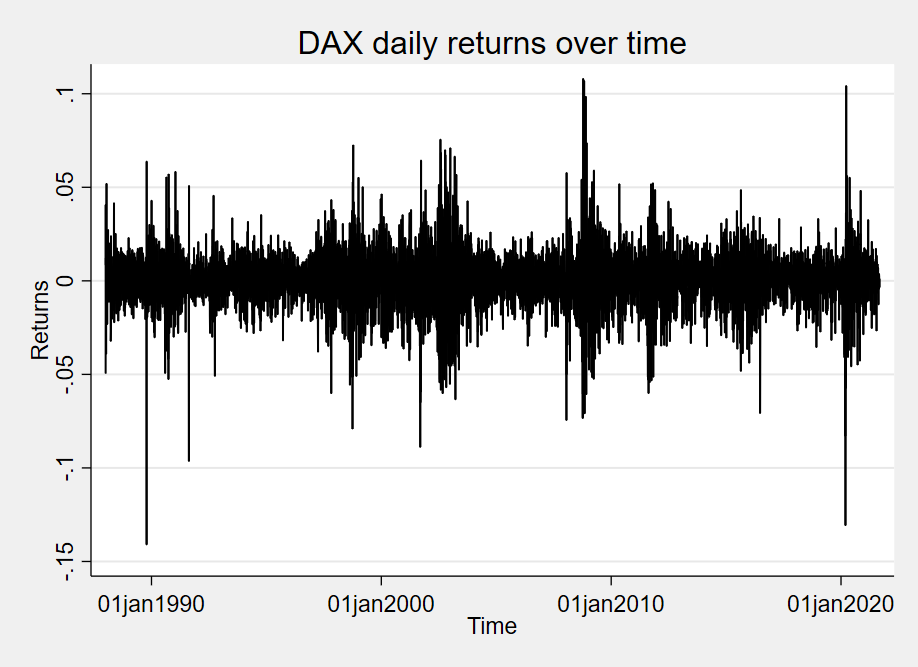 DAX daily returns over time
.1
.05
0
-.05
-.1
-.15
Returns
01jan1990
01jan2000
01jan2010
01jan2020
Time